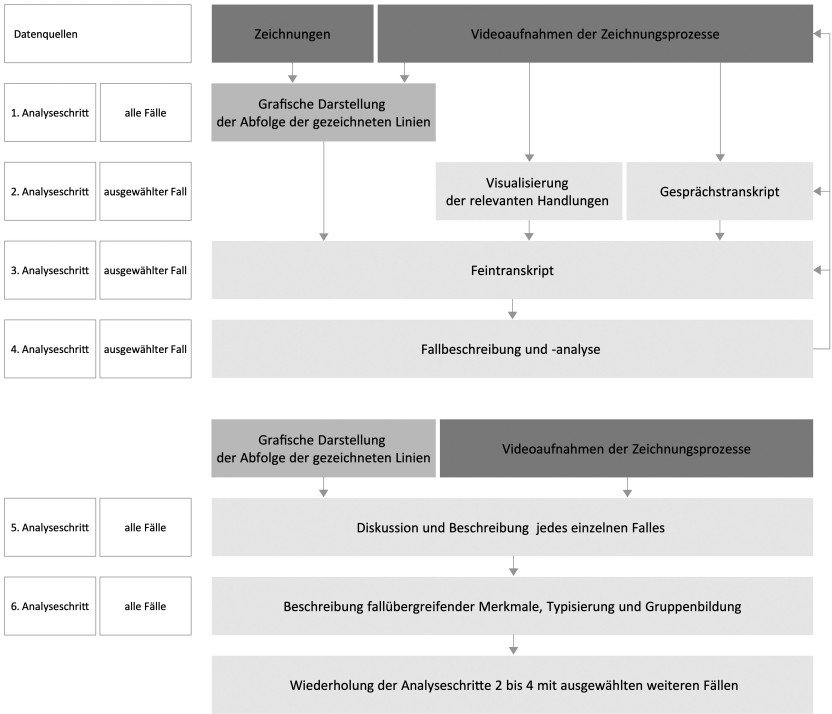 Datenquellen
Zeichnungen
Videoaufnahmen der Zeichnungsprozesse
1. Analyseschritt
alle Fälle
Grafische Darstellung
der Abfolge der gezeichneten Linien
2. Analyseschritt
ausgewählter Fall
Visualisierung
der relevanten Handlungen
Gesprächstranskript
3. Analyseschritt
ausgewählter Fall
Feintranskript
4. Analyseschritt
ausgewählter Fall
Fallbeschreibung und -analyse
Grafische Darstellung
der Abfolge der gezeichneten Linien
Videoaufnahmen der Zeichnungsprozesse
5. Analyseschritt
alle Fälle
Diskussion und Beschreibung jedes einzelnen Falles
6. Analyseschritt
alle Fälle
Beschreibung fallübergreifender Merkmale, Typisierung und Gruppenbildung
Wiederholung der Analyseschritte 2 bis 4 mit ausgewählten weiteren Fällen